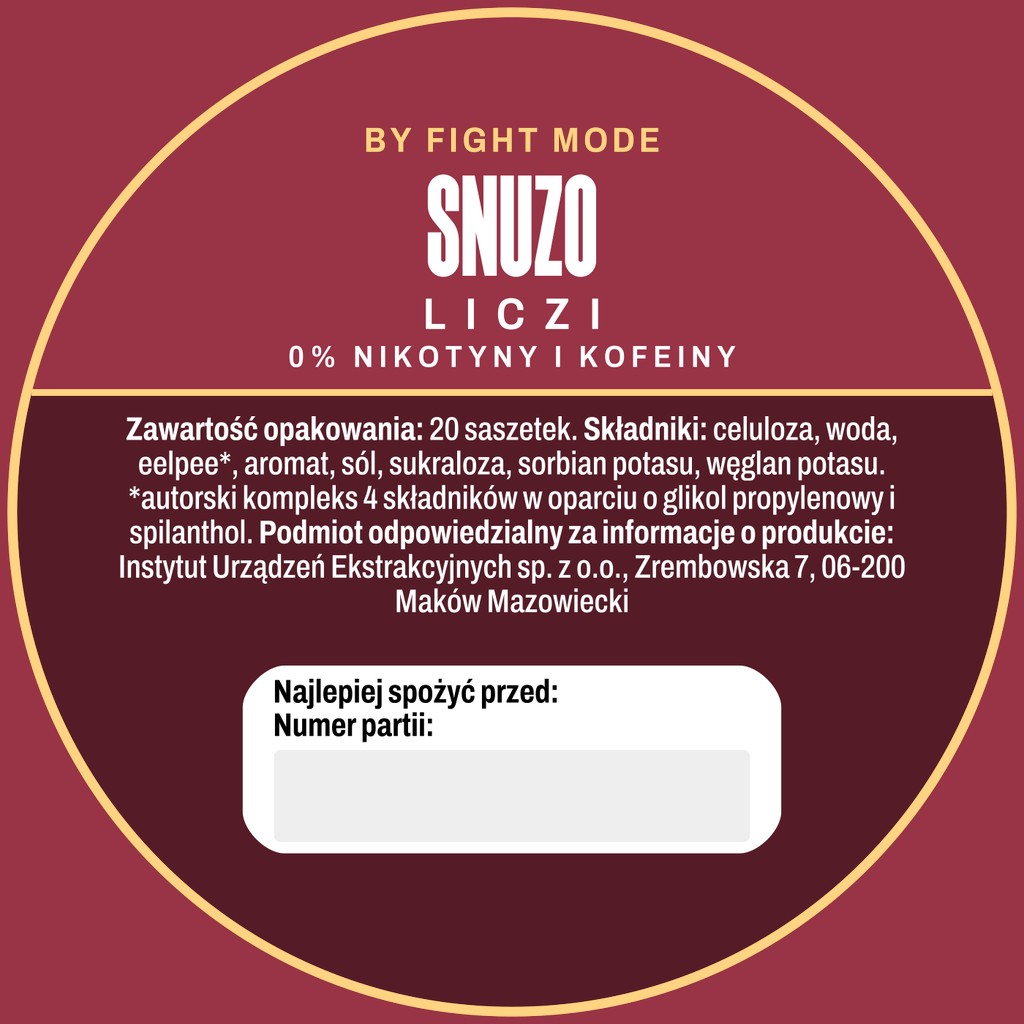 BY FIGHT MODE
SNUZO
LICZI
0% NIKOTYNY I KOFEINY
Zawartość opakowania: 20 saszetek. Składniki: celuloza, woda,
eelpee*, aromat, sól, sukraloza, sorbian potasu, węglan potasu.
*autorski kompleks 4 składników w oparciu o glikol propylenowy i
spilanthol. Podmiot odpowiedzialny za informacje o produkcie:
Instytut Urządzeń Ekstrakcyjnych sp. z o.o., Zrembowska 7, 06-200
Maków Mazowiecki
Najlepiej spożyć przed:
Numer partii: